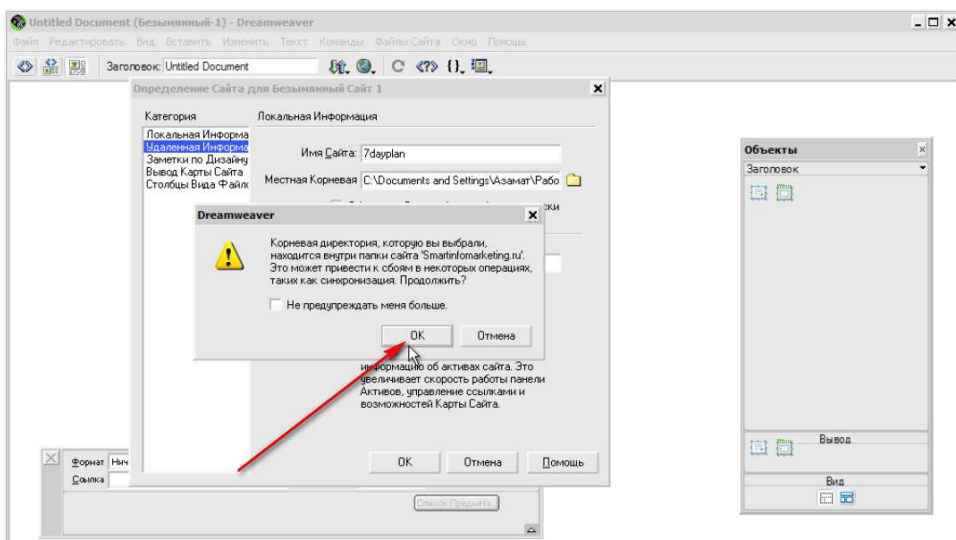 Untitled Document (Безымянный-1) - Dreamweaver
Файл Редактировать Вид Вставить Изменить Текст Команды Файлы Сайта Окно Помощь
Заголовок: Untitled Document
Определение Сайта для Безымянный Сайт 1
Категория
Локальная Информация
Локальная Информа
Удаленная Информа
Заметки по Дизайну
Вывод Карты Сайта
Столбцы Вида Файло
Имя Сайта: 7dayplan
Местная Корневая C:\Documents and Settings\Азамат\Рабо
ски
Dreamweaver
Корневая директория, которую вы выбрали,
находится внутри папки сайта 'Smartinfomarketing.ru'.
Это может привести к сбоям в некоторых операциях,
таких как синхронизация. Продолжить?
Не предупреждать меня больше.
OK Отмена
информацию об активах сайта. Это
увеличивает скорость работы панели
Активов, управление ссылками и
возможностей Карты Сайта.
OK Отмена Помощь
Формат Нич
Ссылка
Список Предмета
Объекты
Заголовок
Вывод
Вид